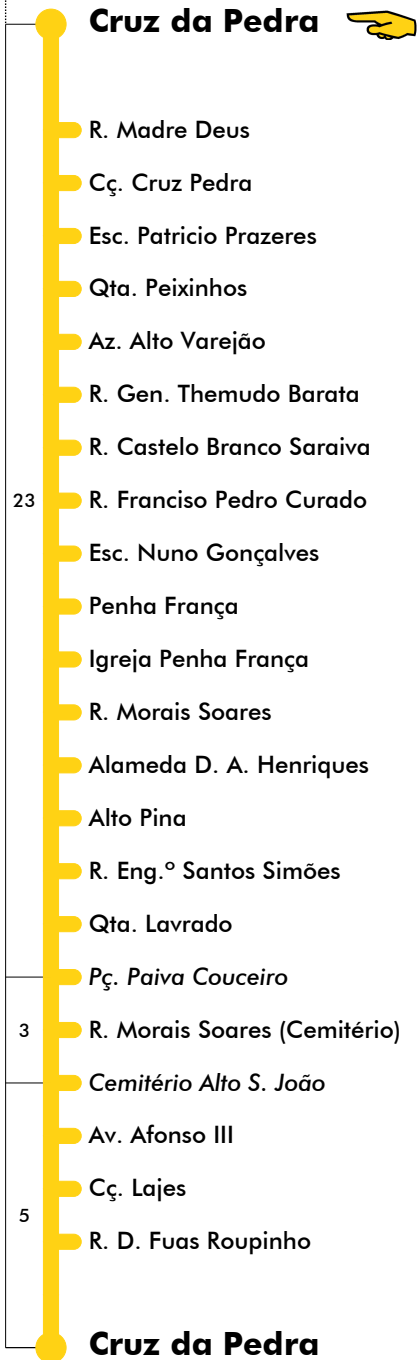 Cruz da Pedra
R. Madre Deus
Cç. Cruz Pedra
Esc. Patricio Prazeres
Qta. Peixinhos
Az. Alto Varejão
R. Gen. Themudo Barata
R. Castelo Branco Saraiva
23 R. Franciso Pedro Curado
Esc. Nuno Gonçalves
Penha França
Igreja Penha França
R. Morais Soares
Alameda D. A. Henriques
Alto Pina
R. Eng.º Santos Simões
Qta. Lavrado
Pç. Paiva Couceiro
3 R. Morais Soares (Cemitério)
Cemitério Alto S. João
Av. Afonso III
Cç. Lajes
5
R. D. Fuas Roupinho
Cruz da Pedra